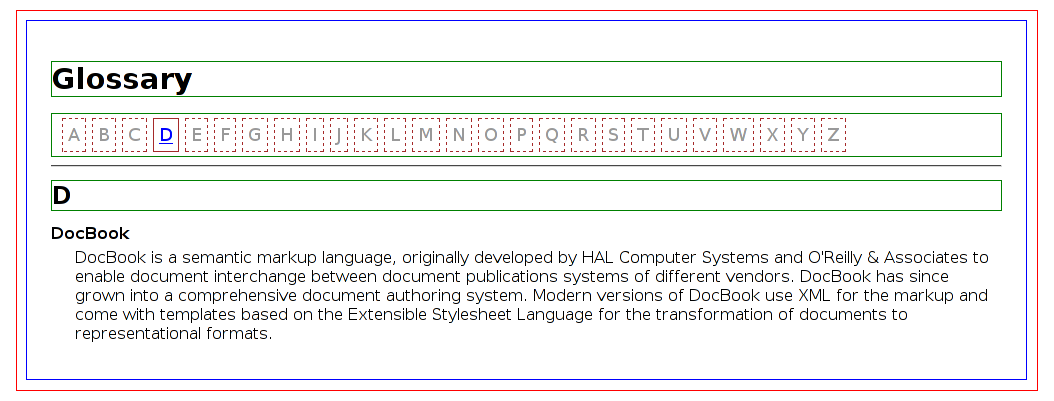 Glossary
A B C D E F G H I J K L M N O P Q R S T U V W X Y Z
D
DocBook
DocBook is a semantic markup language, originally developed by HAL Computer Systems and O'Reilly & Associates to
enable document interchange between document publications systems of different vendors. DocBook has since
grown into a comprehensive document authoring system. Modern versions of DocBook use XML for the markup and
come with templates based on the Extensible Stylesheet Language for the transformation of documents to
representational formats.